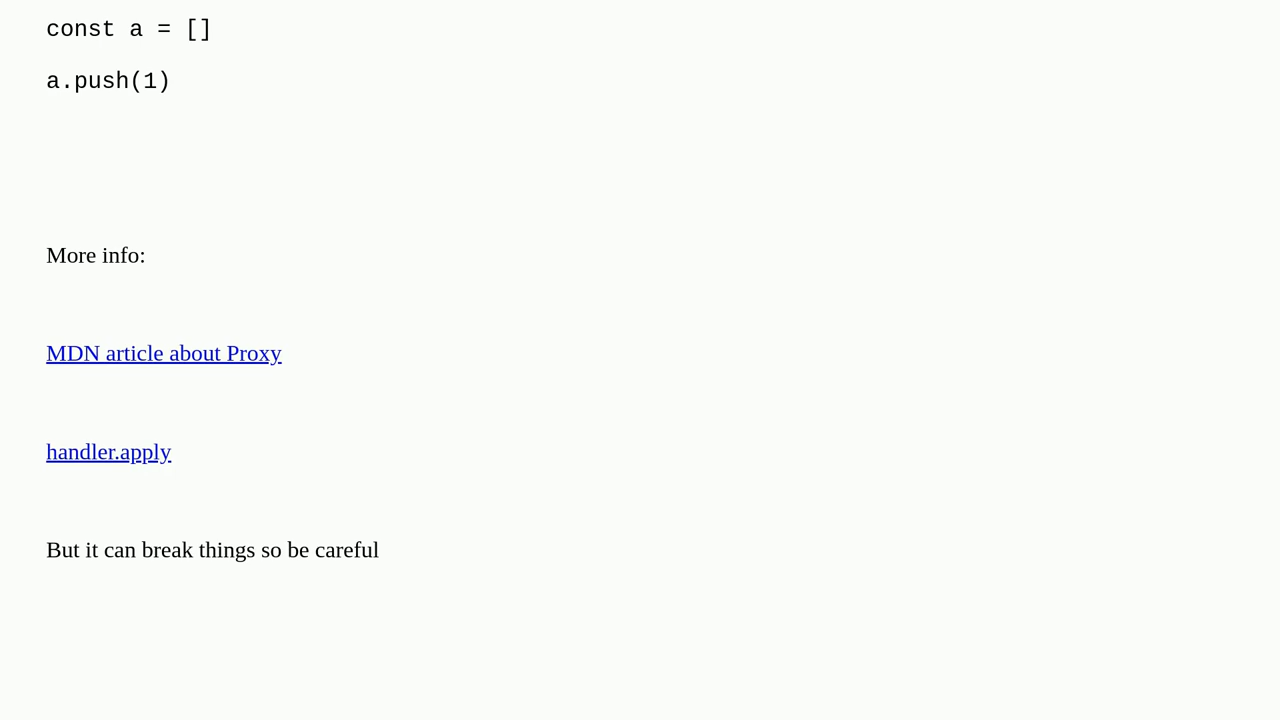 const a = []
a.push(1)
More info:
MDN article about Proxy
handler.apply
But it can break things so be careful